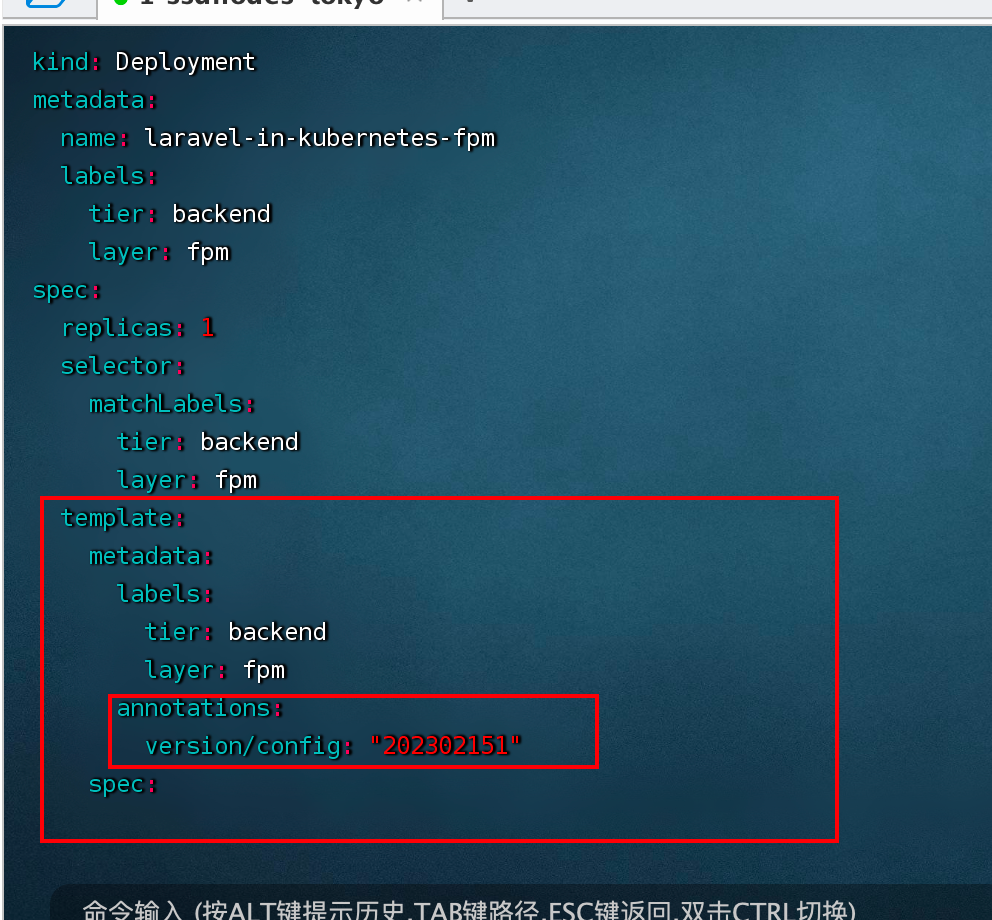 kind: Deployment
metadata:
  name: laravel-in-kubernetes-fpm
  labels:
    tier: backend
    layer: fpm
spec:
  replicas: 1
  selector:
    matchLabels:
      tier: backend
      layer: fpm
  template:
    metadata:
      labels:
        tier: backend
        layer: fpm
      annotations:
        version/config: "202302151"
    spec:
命令输入 (按ALT键提示历史,TAB键路径,ESC键返回,双击CTRL切换)